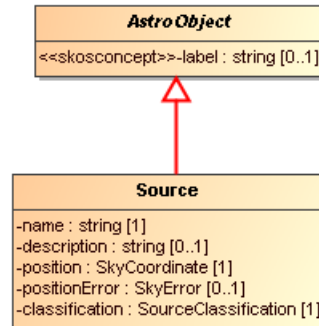 AstroObject
<<skosconcept>>-label : string [0..1]
Source
-name : string [1]
-description : string [0..1]
-position : SkyCoordinate [1]
-positionError : SkyError [0..1]
-classification : SourceClassification [1]